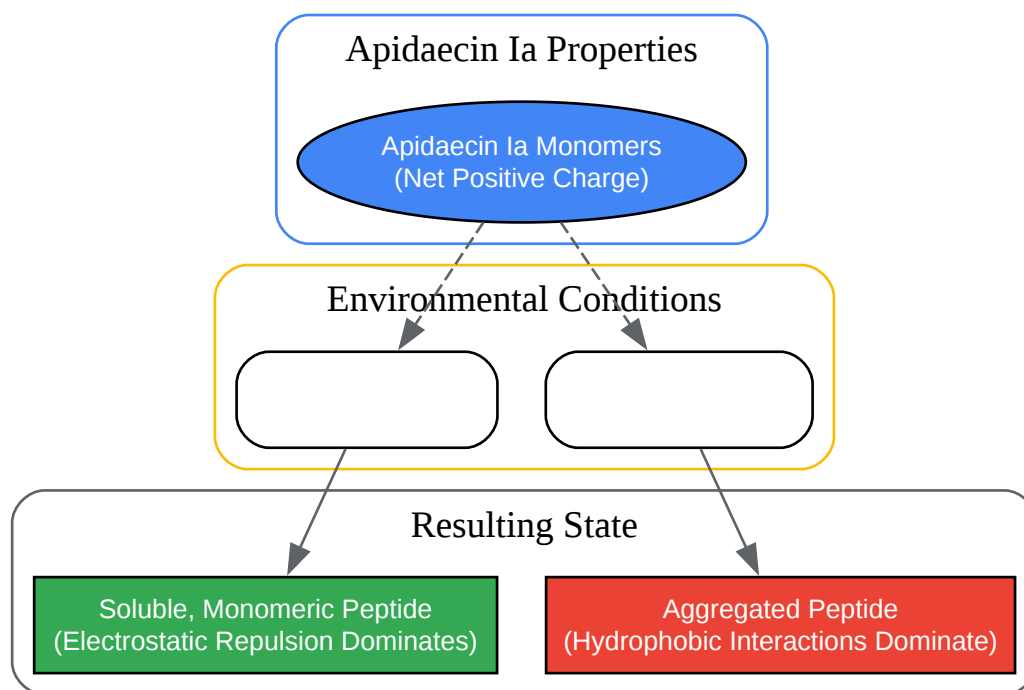 Apidaecin Ia Properties
Apidaecin Ia Monomers
(Net Positive Charge)
Environmental Conditions
Resulting State
Soluble, Monomeric Peptide
(Electrostatic Repulsion Dominates)
Aggregated Peptide
(Hydrophobic Interactions Dominate)